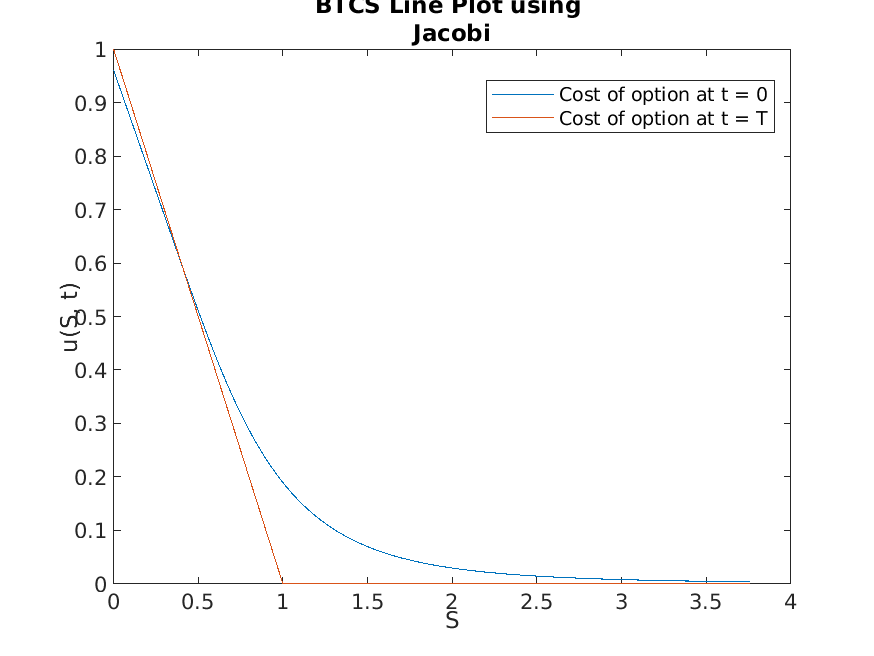 BTCS Line Plot using
Jacobi
Cost of option at t = 0
Cost of option at t = T
u(S, t)
1
0.9
0.8
0.7
0.6
0.5
0.4
0.3
0.2
0.1
0
0 0.5 1 1.5 2 2.5 3 3.5 4
S